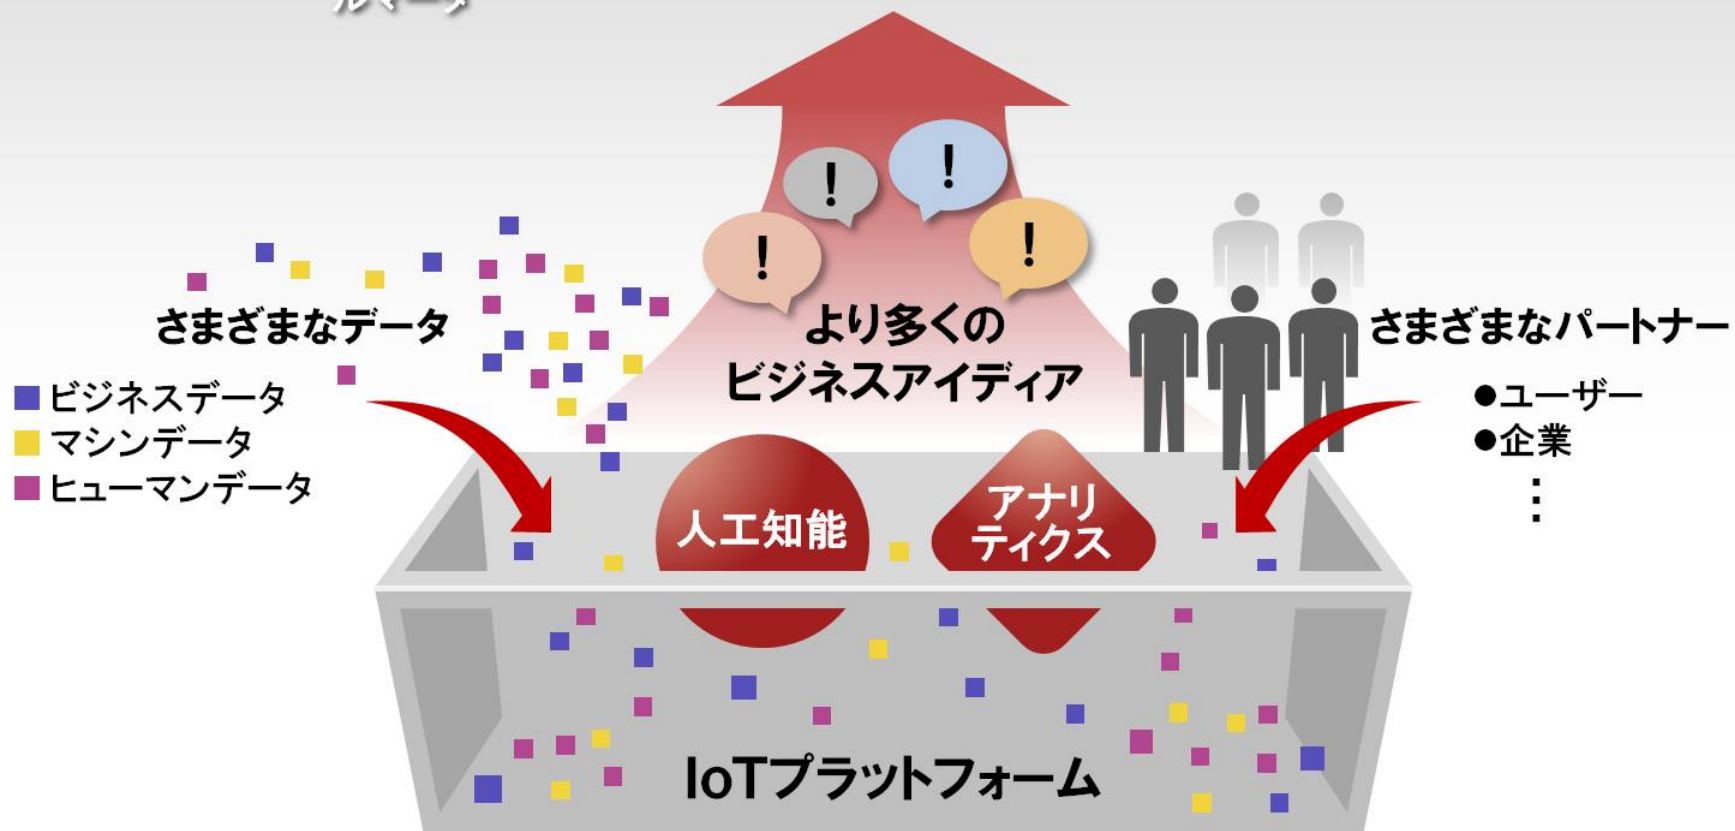 さまざまなデータ
■ビジネスデータ
■マシンデータ
■ヒューマンデータ
!
!
!
!
より多くの
ビジネスアイディア
さまざまなパートナー
●ユーザー
●企業
⋮
人工知能
アナリ
ティクス
IoTプラットフォーム